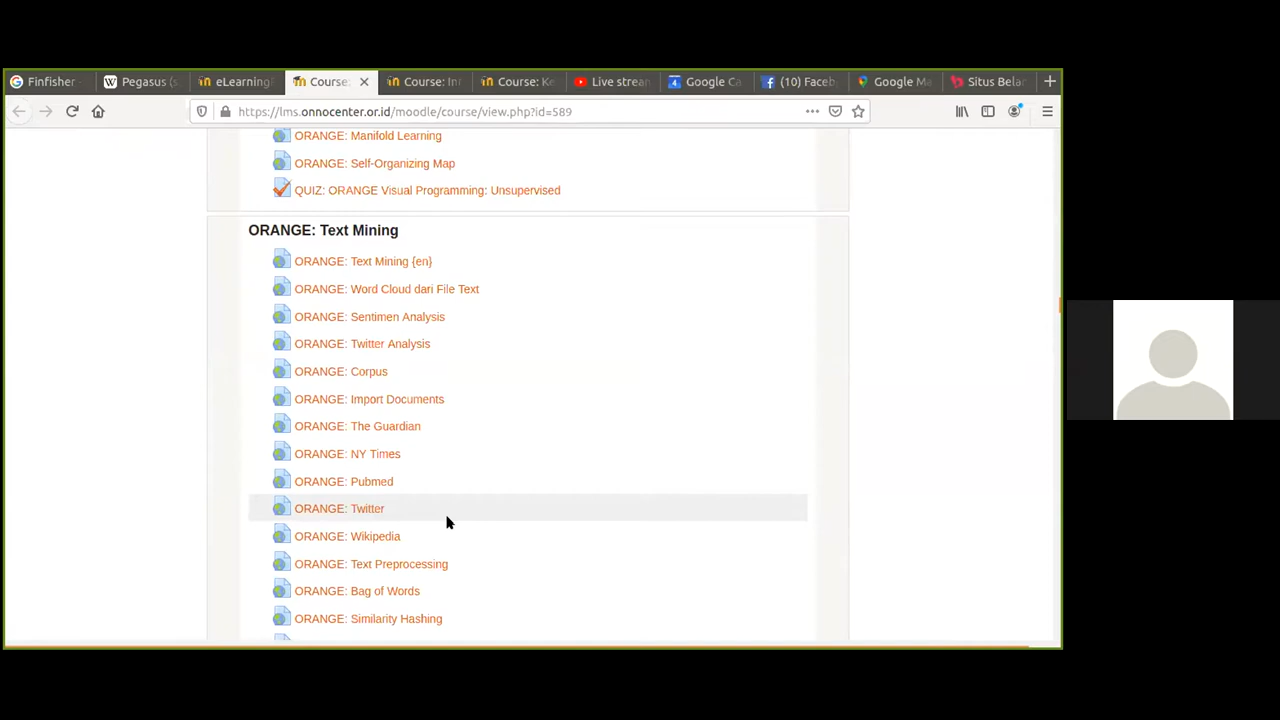 Finfisher Pegasus (s eLearning Course: Course: In Course: Ke Live strean Google Ca (10) Faceb Google Ma Situs Belar
https://lms.onnocenter.or.id/moodle/course/view.php?id=589
ORANGE: Manifold Learning
ORANGE: Self-Organizing Map
QUIZ: ORANGE Visual Programming: Unsupervised
ORANGE: Text Mining
ORANGE: Text Mining {en}
ORANGE: Word Cloud dari File Text
ORANGE: Sentimen Analysis
ORANGE: Twitter Analysis
ORANGE: Corpus
ORANGE: Import Documents
ORANGE: The Guardian
ORANGE: NY Times
ORANGE: Pubmed
ORANGE: Twitter
ORANGE: Wikipedia
ORANGE: Text Preprocessing
ORANGE: Bag of Words
ORANGE: Similarity Hashing